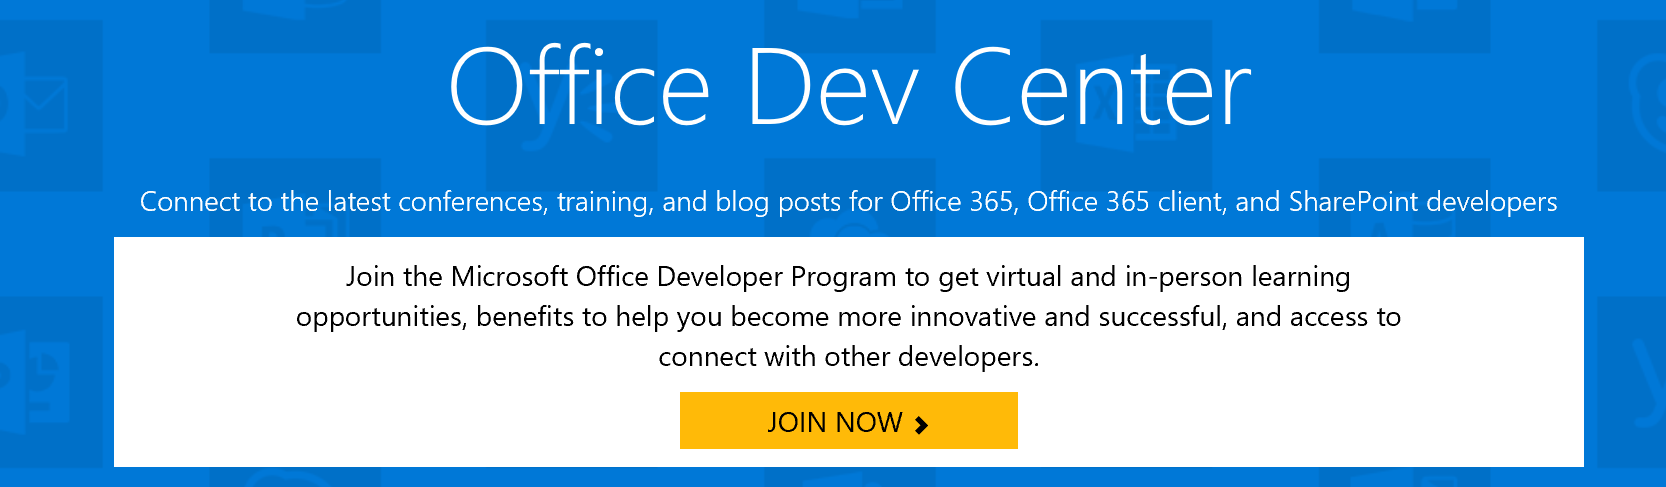 Office Dev Center
Connect to the latest conferences, training, and blog posts for Office 365, Office 365 client, and SharePoint developers
Join the Microsoft Office Developer Program to get virtual and in-person learning
opportunities, benefits to help you become more innovative and successful, and access to
connect with other developers.
JOIN NOW